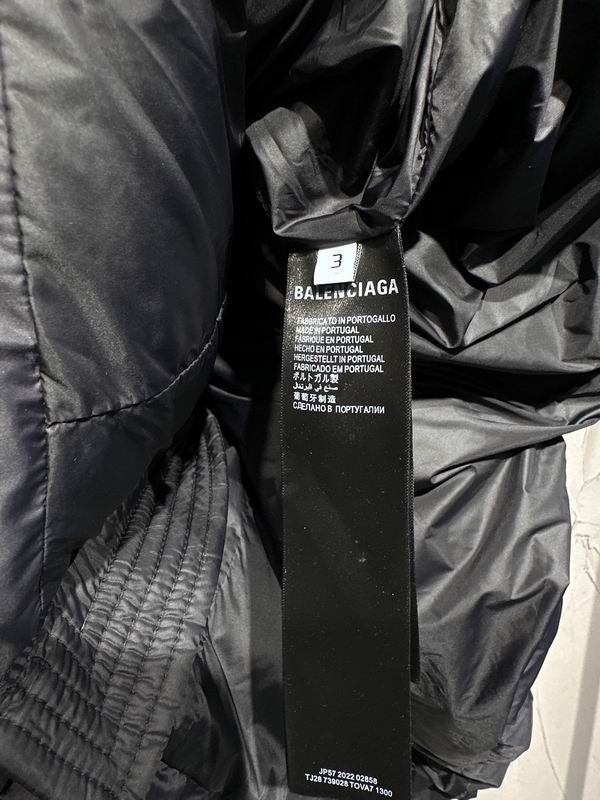 3
BALENCIAGA
FABBRICATO IN PORTOGALLO
MADE IN PORTUGAL
FABRIQUE EN PORTUGAL
HECHO EN PORTUGAL
HERGESTELLT IN PORTUGAL
FABRICADO EM PORTUGAL
ポルトガル製
صنع في البرتغال
葡萄牙制造
СДЕЛАНО В ПОРТУГАЛИИ
JP57 2022 02858
TJ28 739028 TOVA7 1300